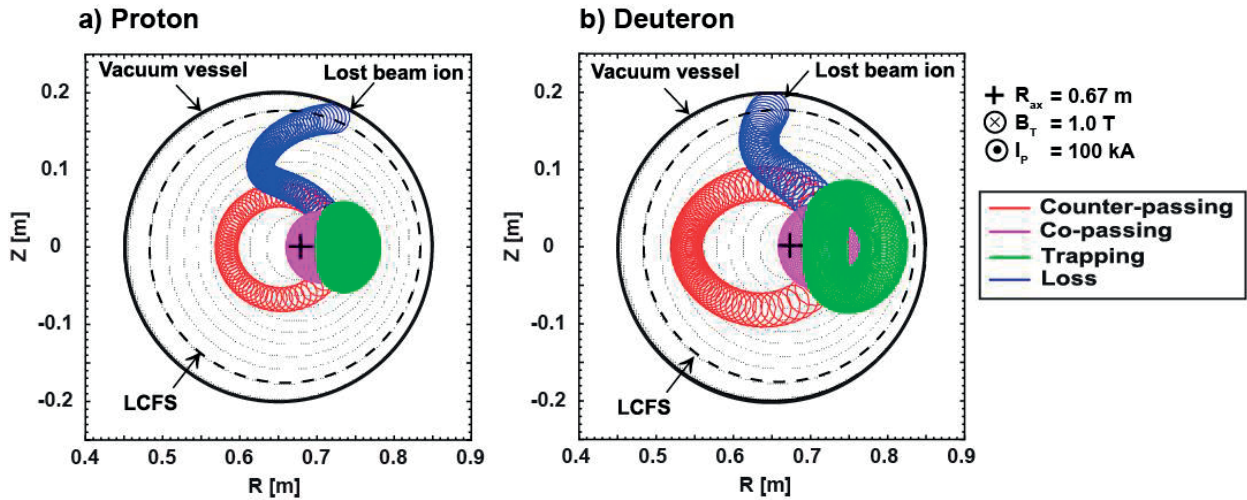 a) Proton
b) Deuteron
Vacuum vessel
Lost beam ion
LCFS
Z [m]
0.2
0.1
0
-0.1
-0.2
0.4 0.5 0.6 0.7 0.8 0.9
R [m]
Vacuum vessel
Lost beam ion
LCFS
Z [m]
0.2
0.1
0
-0.1
-0.2
0.4 0.5 0.6 0.7 0.8 0.9
R [m]
R_ax = 0.67 m
B_T = 1.0 T
I_P = 100 kA
Counter-passing
Co-passing
Trapping
Loss